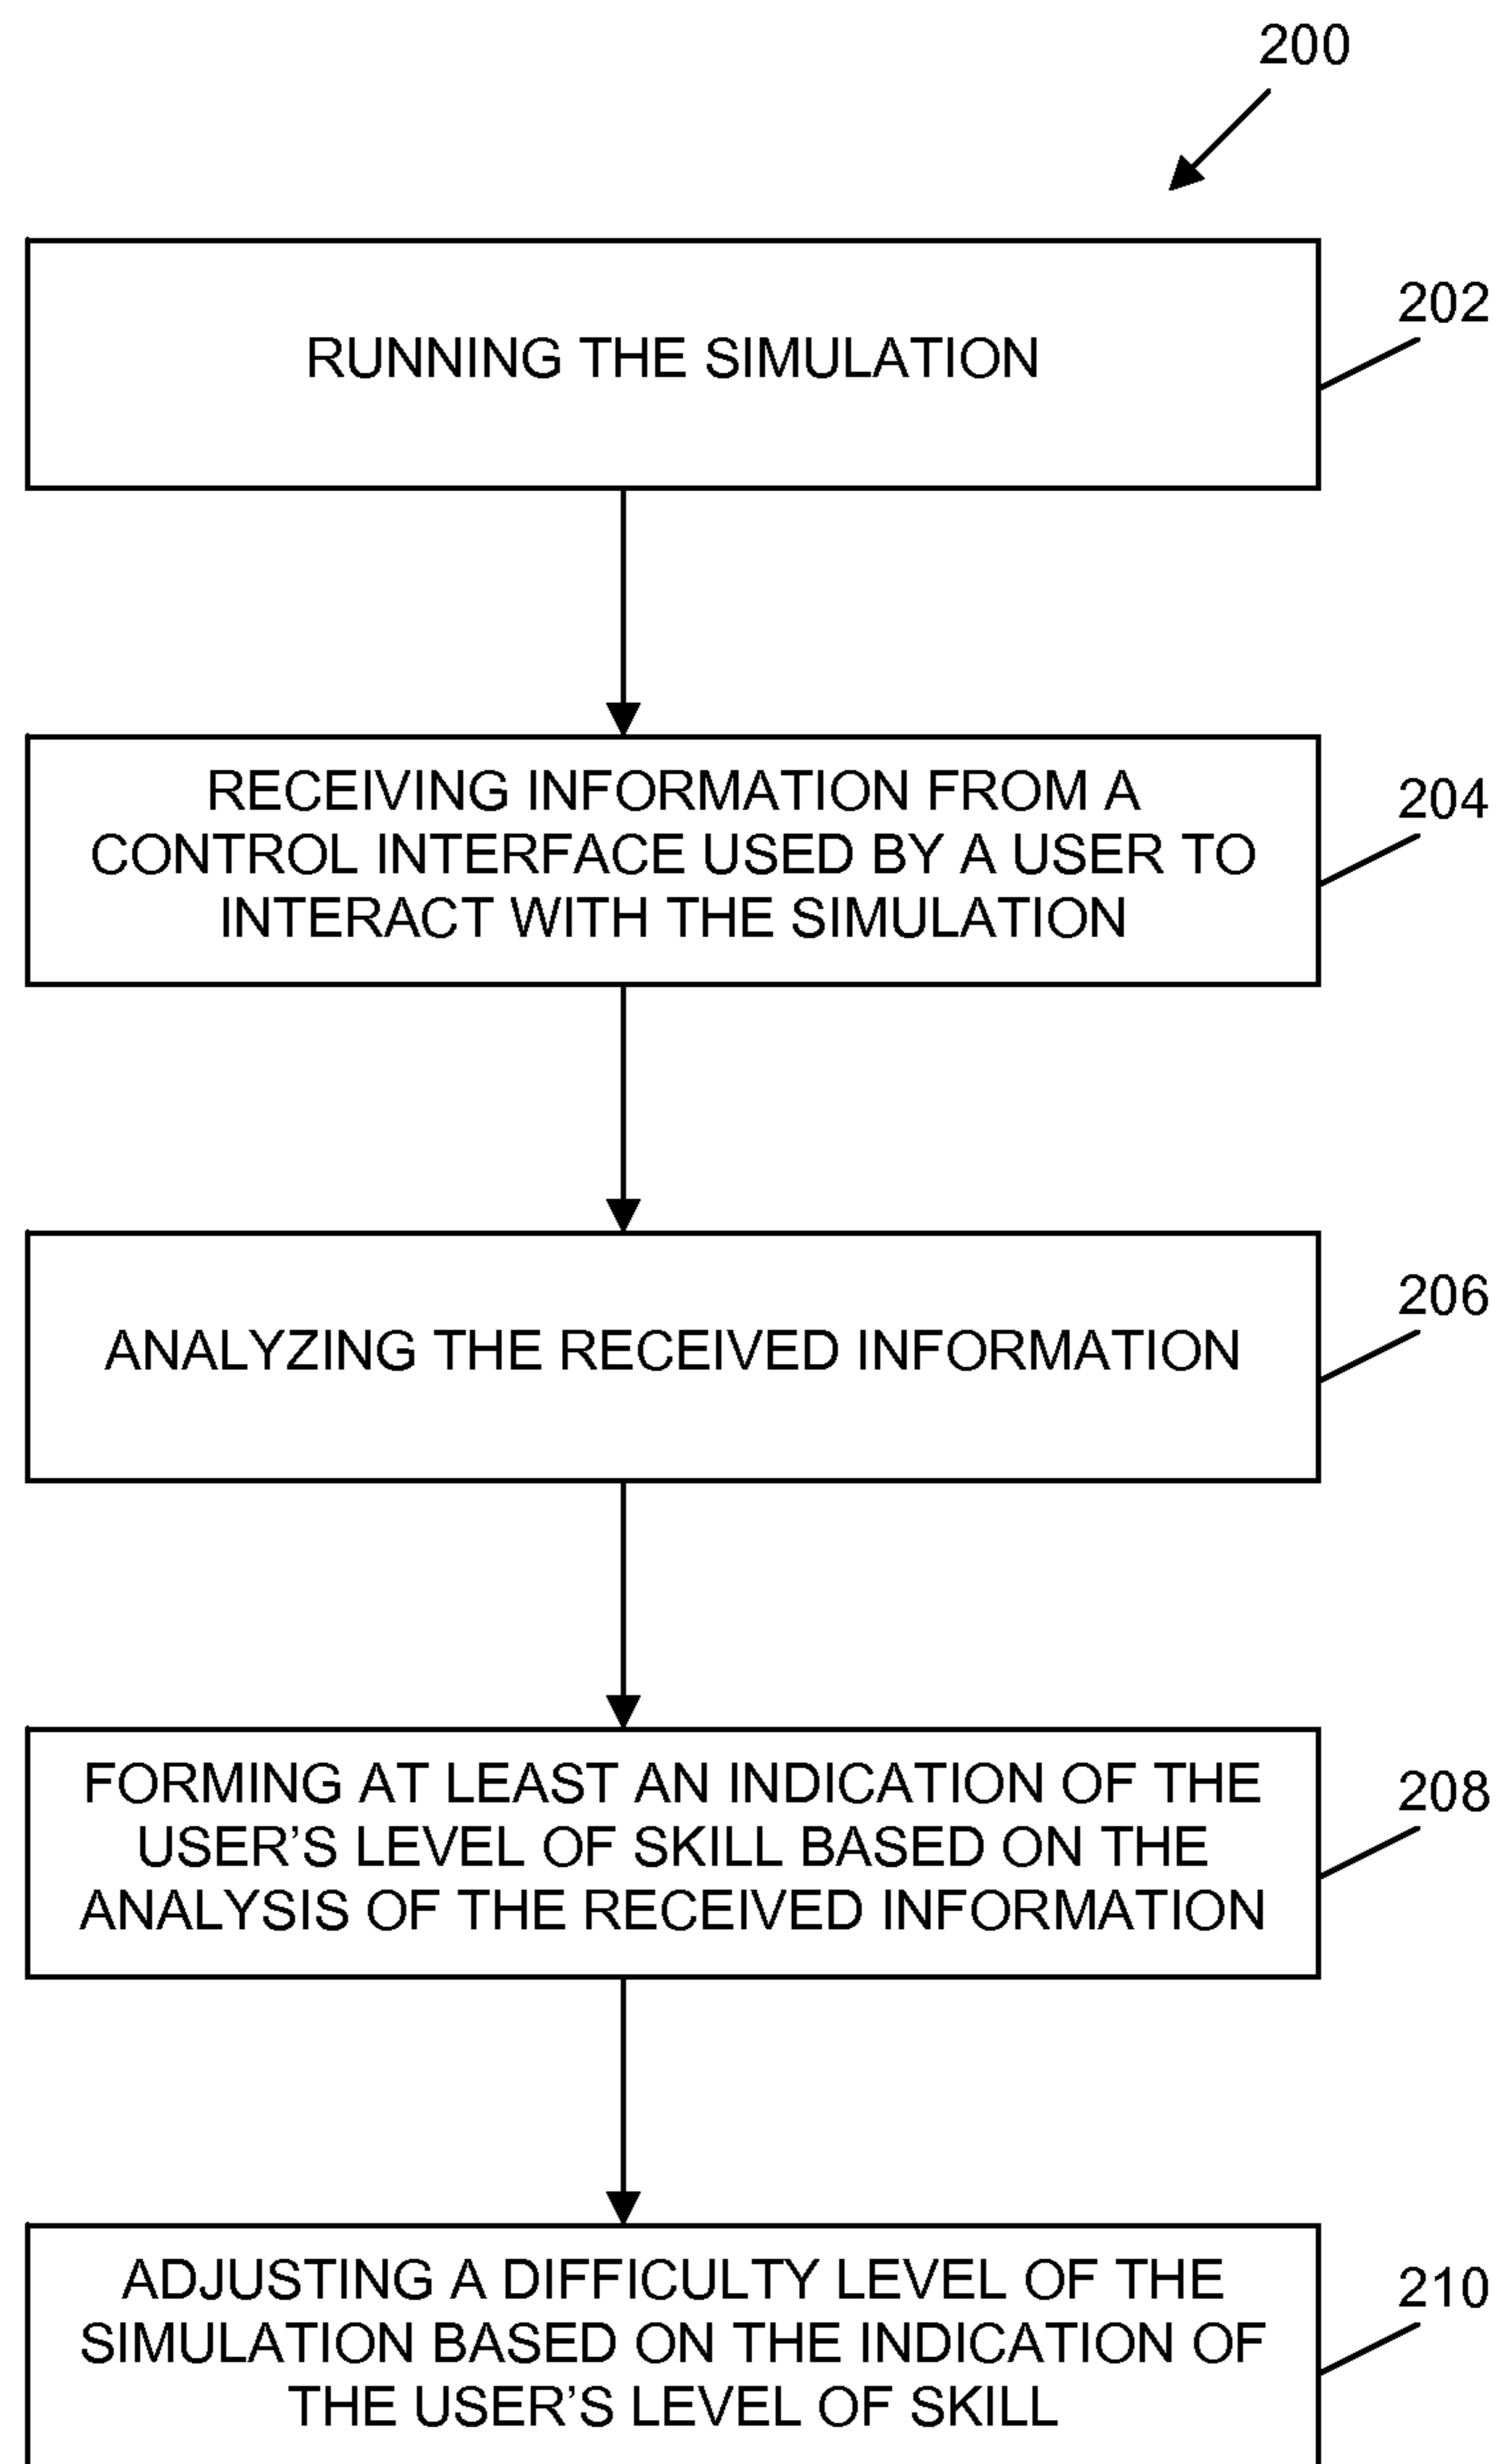 200
RUNNING THE SIMULATION
202
RECEIVING INFORMATION FROM A
CONTROL INTERFACE USED BY A USER TO
INTERACT WITH THE SIMULATION
204
ANALYZING THE RECEIVED INFORMATION
206
FORMING AT LEAST AN INDICATION OF THE
USER’S LEVEL OF SKILL BASED ON THE
ANALYSIS OF THE RECEIVED INFORMATION
208
ADJUSTING A DIFFICULTY LEVEL OF THE
SIMULATION BASED ON THE INDICATION OF
THE USER’S LEVEL OF SKILL
210